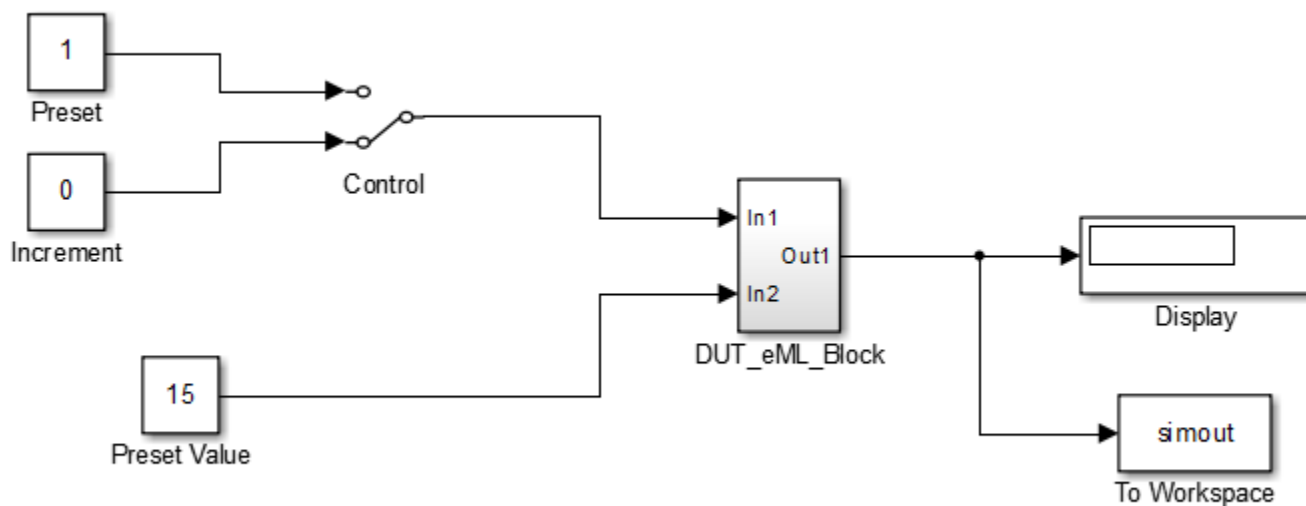 1
Preset
0
Increment
Control
In1
Out1
In2
DUT_eML_Block
Display
15
Preset Value
simout
To Workspace